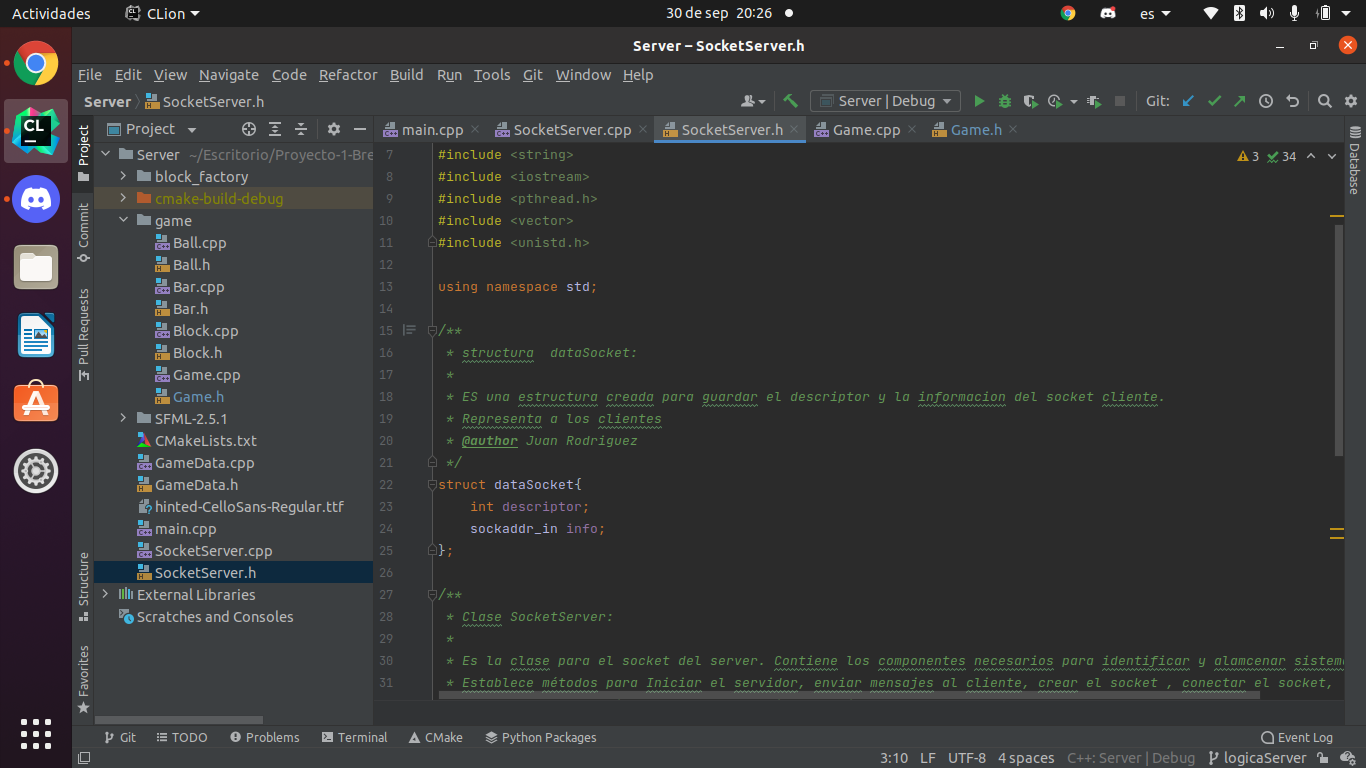 Actividades CLion 30 de sep 20:26 es
Server – SocketServer.h
File Edit View Navigate Code Refactor Build Run Tools Git Window Help
Server SocketServer.h Server | Debug Git:
Project main.cpp SocketServer.cpp SocketServer.h Game.cpp Game.h
Project
Commit
Pull Requests
Structure
Favorites
Server ~/Escritorio/Proyecto-1-Bre
block_factory
cmake-build-debug
game
Ball.cpp
Ball.h
Bar.cpp
Bar.h
Block.cpp
Block.h
Game.cpp
Game.h
SFML-2.5.1
CMakeLists.txt
GameData.cpp
GameData.h
hinted-CelloSans-Regular.ttf
main.cpp
SocketServer.cpp
SocketServer.h
External Libraries
Scratches and Consoles
3 34
7 #include <string>
8 #include <iostream>
9 #include <pthread.h>
10 #include <vector>
11 #include <unistd.h>
12
13 using namespace std;
14
15 /**
16 * structura  dataSocket:
17 *
18 * ES una estructura creada para guardar el descriptor y la informacion del socket cliente.
19 * Representa a los clientes
20 * @author Juan Rodriguez
21 */
22 struct dataSocket{
23 int descriptor;
24 sockaddr_in info;
25 };
26
27 /**
28 * Clase SocketServer:
29 *
30 * Es la clase para el socket del server. Contiene los componentes necesarios para identificar y alamcenar sistem
31 * Establece métodos para Iniciar el servidor, enviar mensajes al cliente, crear el socket , conectar el socket,
Database
Git TODO Problems Terminal CMake Python Packages Event Log
3:10 LF UTF-8 4 spaces C++: Server | Debug logicaServer